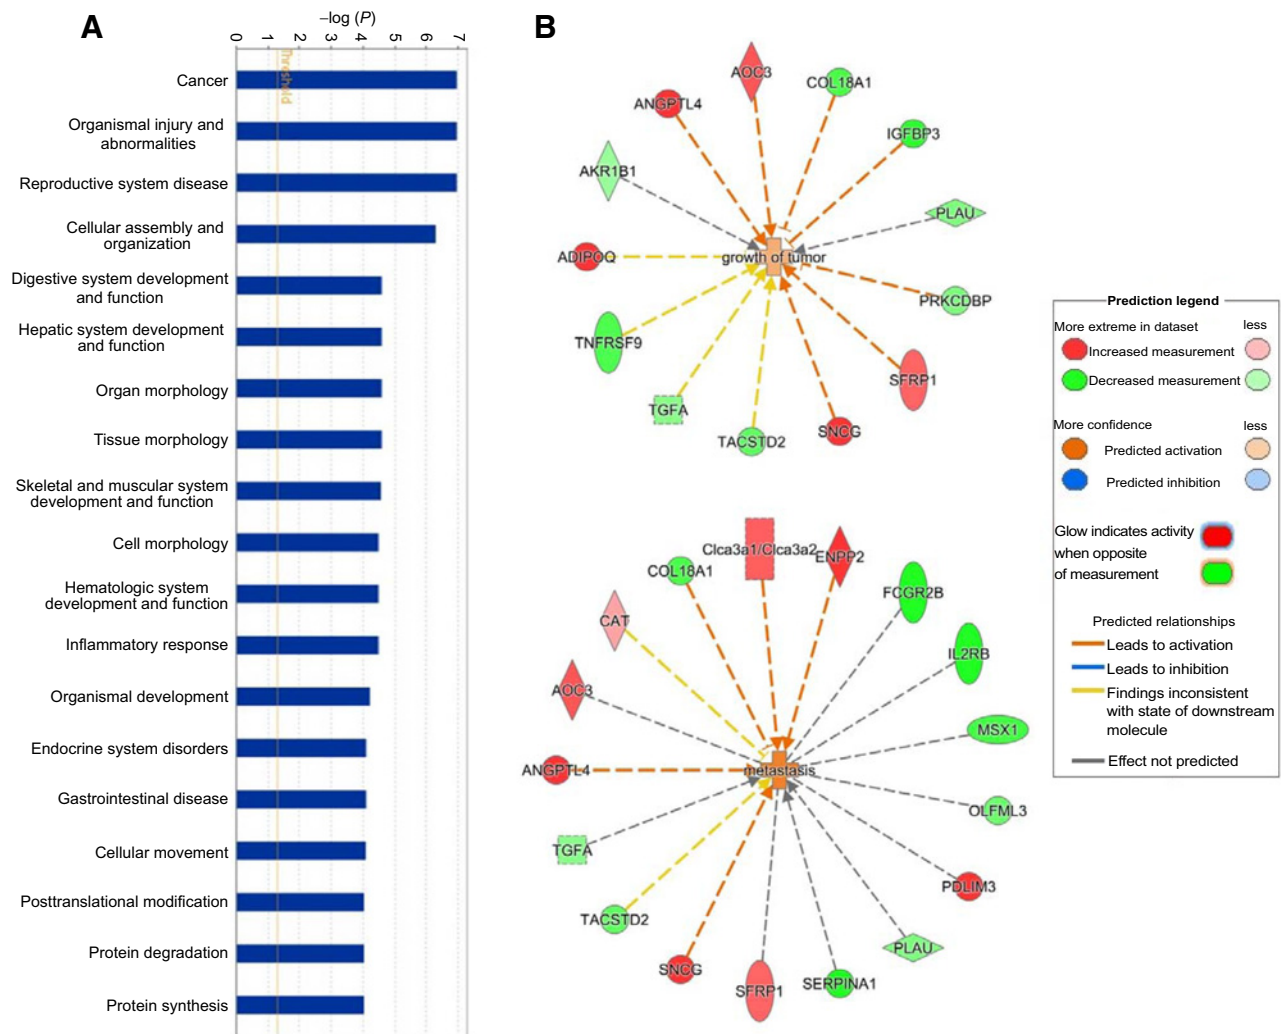 A
−log (P)
0 1 2 3 4 5 6 7
Threshold
Cancer
Organismal injury and
abnormalities
Reproductive system disease
Cellular assembly and
organization
Digestive system development
and function
Hepatic system development
and function
Organ morphology
Tissue morphology
Skeletal and muscular system
development and function
Cell morphology
Hematologic system
development and function
Inflammatory response
Organismal development
Endocrine system disorders
Gastrointestinal disease
Cellular movement
Posttranslational modification
Protein degradation
Protein synthesis
B
AOC3
COL18A1
ANGPTL4
IGFBP3
AKR1B1
PLAU
ADIPOQ
growth of tumor
PRKCDBP
TNFRSF9
SFRP1
TGFA
TACSTD2
SNCG
Clca3a1/Clca3a2
ENPP2
COL18A1
FCGR2B
CAT
IL2RB
AOC3
MSX1
ANGPTL4
metastasis
OLFML3
TGFA
PDLIM3
TACSTD2
PLAU
SNCG
SFRP1
SERPINA1
Prediction legend
More extreme in dataset less
Increased measurement
Decreased measurement
More confidence less
Predicted activation
Predicted inhibition
Glow indicates activity
when opposite
of measurement
Predicted relationships
Leads to activation
Leads to inhibition
Findings inconsistent
with state of downstream
molecule
Effect not predicted